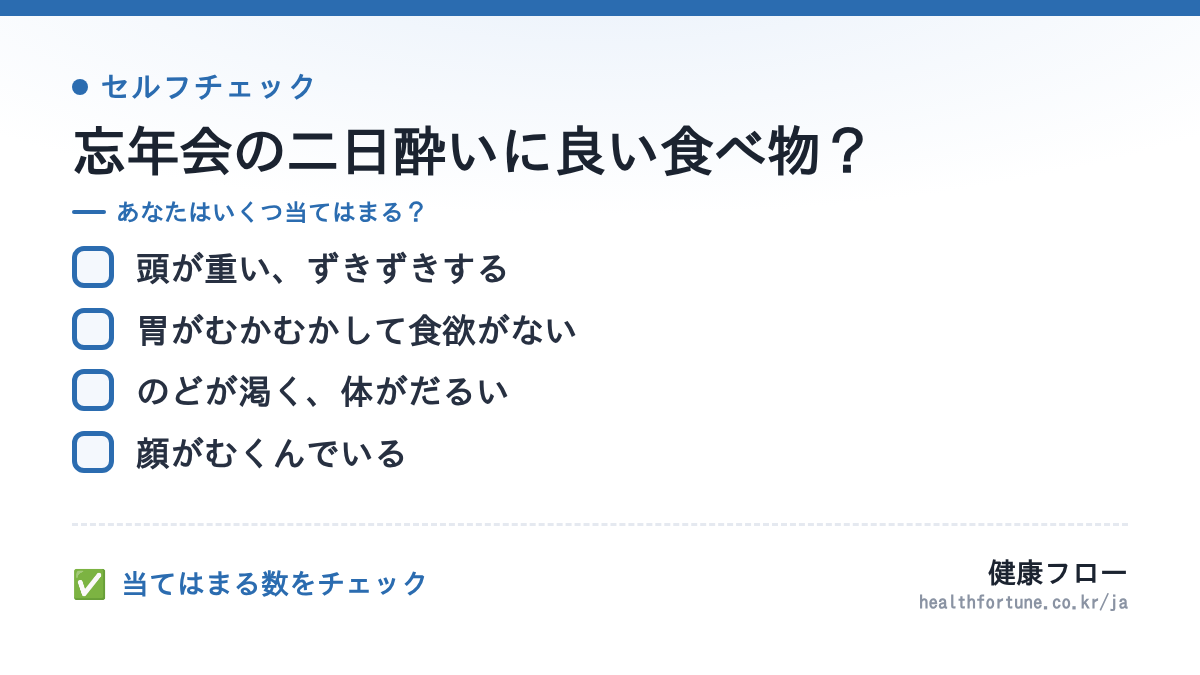 セルフチェック
忘年会の二日酔いに良い食べ物？
あなたはいくつ当てはまる？
頭が重い、ずきずきする
胃がむかむかして食欲がない
のどが渇く、体がだるい
顔がむくんでいる
✅ 当てはまる数をチェック
健康フロー
healthfortune.co.kr/ja